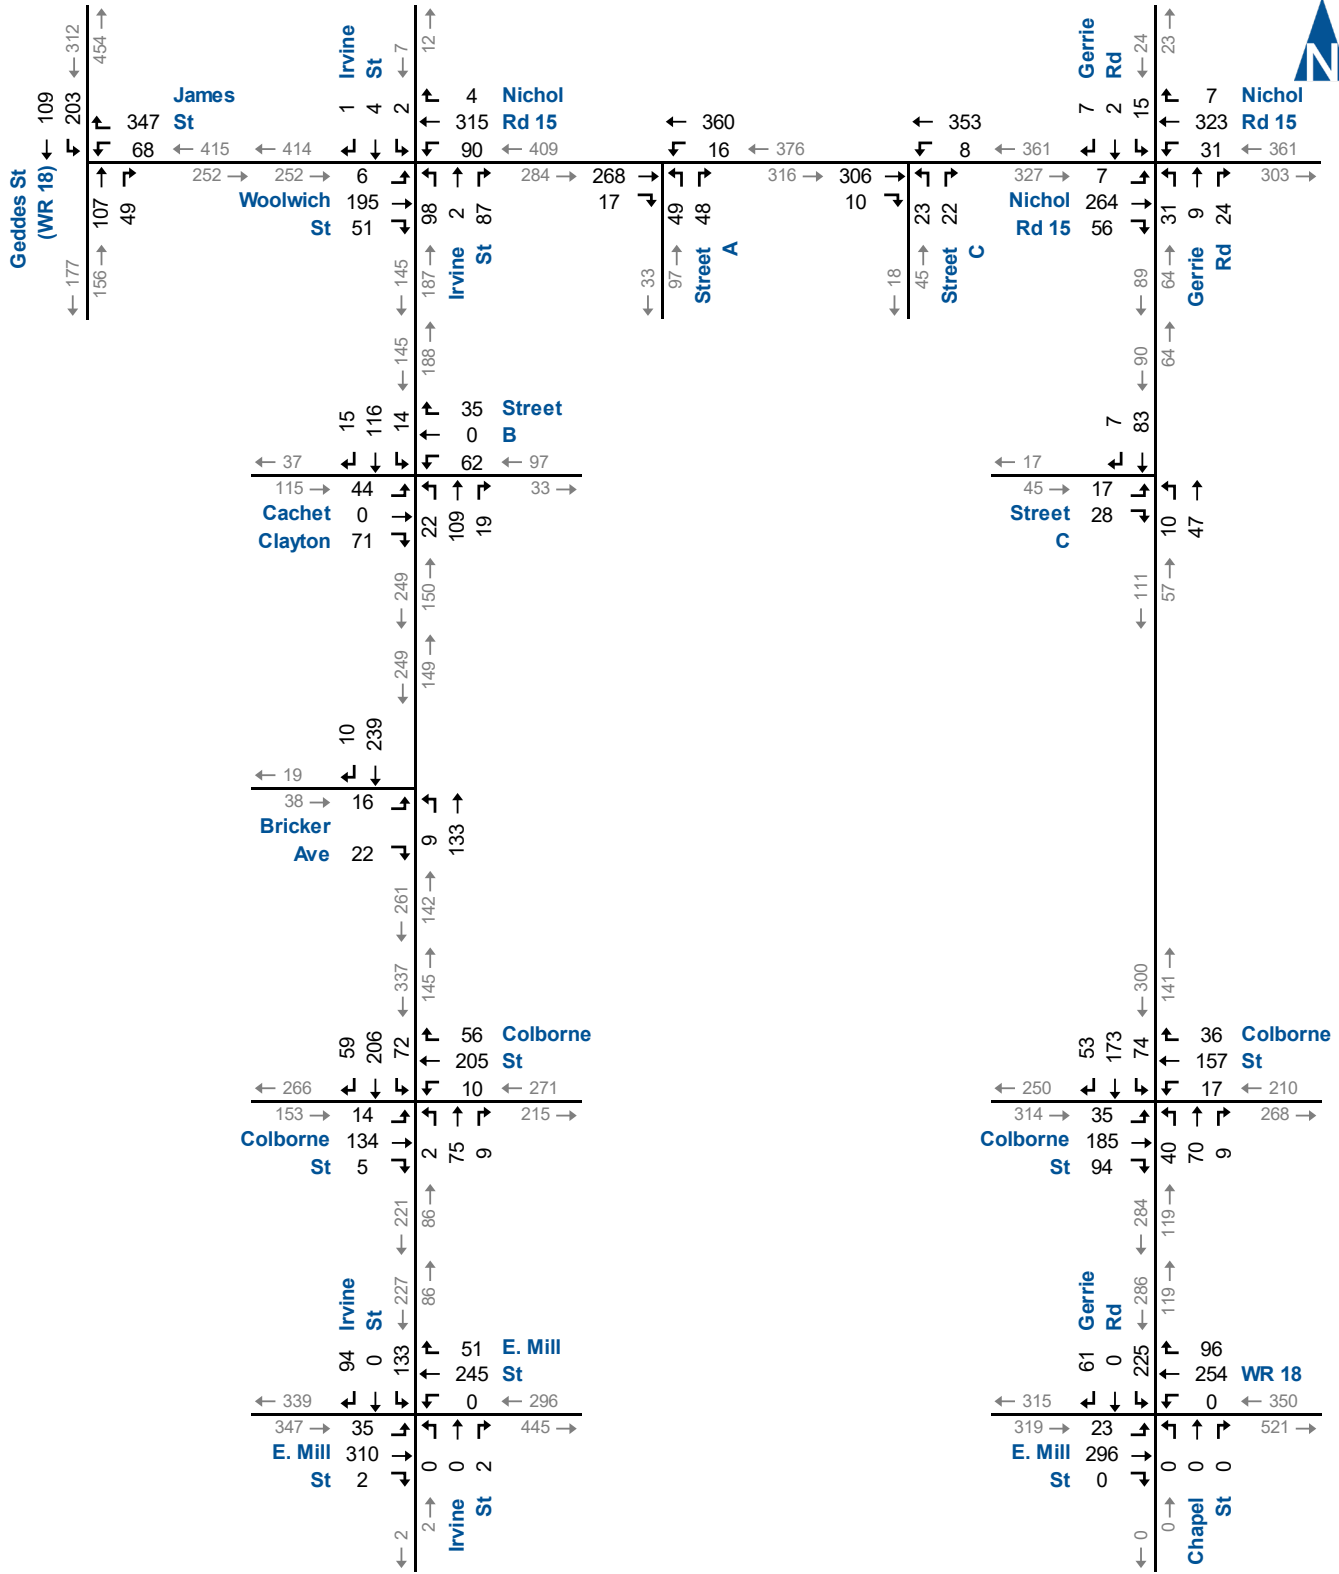 312
454
Irvine
St
7
12
Gerrie
Rd
24
23
N
109
203
James
347 St
68 415 414
1 4 2
4 Nichol
315 Rd 15
90 409
360
16 376
353
8 361
7 2 15
7 Nichol
323 Rd 15
31 361
Geddes St
(WR 18)
107 49
252 252 6
Woolwich 195
St 51
98 2 87
284 268
17
49 48
316 306
10
23 22
327 7
Nichol 264
Rd 15 56
31 9 24
303
177 156
145 187
Irvine
St
33 97
Street
A
18 45
Street
C
89 64
Gerrie
Rd
145 188
90 64
15 116 14
35 Street
0 B
62 97
37
115 44
Cachet 0
Clayton 71
22 109 19
33
7 83
17
45 17
Street 28
C
10 47
249 150
111 57
249 149
10 239
19
38 16
Bricker
Ave 22
9 133
261 142
337 145
300 141
59 206 72
56 Colborne
205 St
10 271
266
153 14
Colborne 134
St 5
2 75 9
215
53 173 74
36 Colborne
157 St
17 210
250
314 35
Colborne 185
St 94
40 70 9
268
221 86
284 119
Irvine
St
227 86
Gerrie
Rd
286 119
94 0 133
51 E. Mill
245 St
0 296
339
347 35
E. Mill 310
St 2
0 0 2
445
61 0 225
96
254 WR 18
0 350
315
319 23
E. Mill 296
St 0
0 0 0
521
2 2
Irvine
St
0 0
Chapel
St